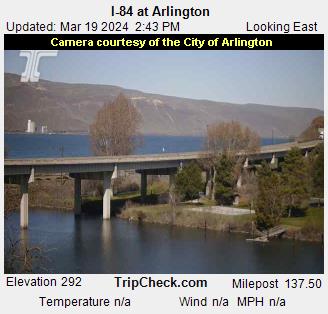 I-84 at Arlington
Updated: Mar 19 2024 2:43 PM Looking East
Camera courtesy of the City of Arlington
Elevation 292 TripCheck.com Milepost 137.50
Temperature n/a Wind n/a MPH n/a